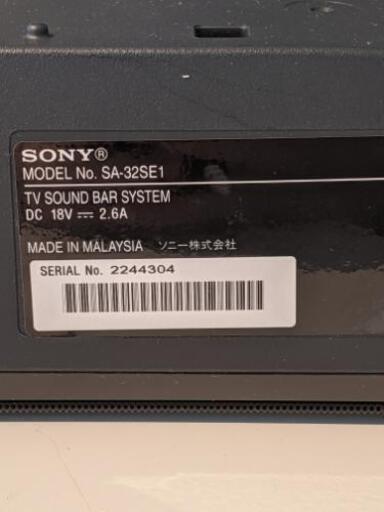 SONY®
MODEL No. SA-32SE1
TV SOUND BAR SYSTEM
DC 18V ⎓ 2.6A
MADE IN MALAYSIA ソニー株式会社
SERIAL No. 2244304